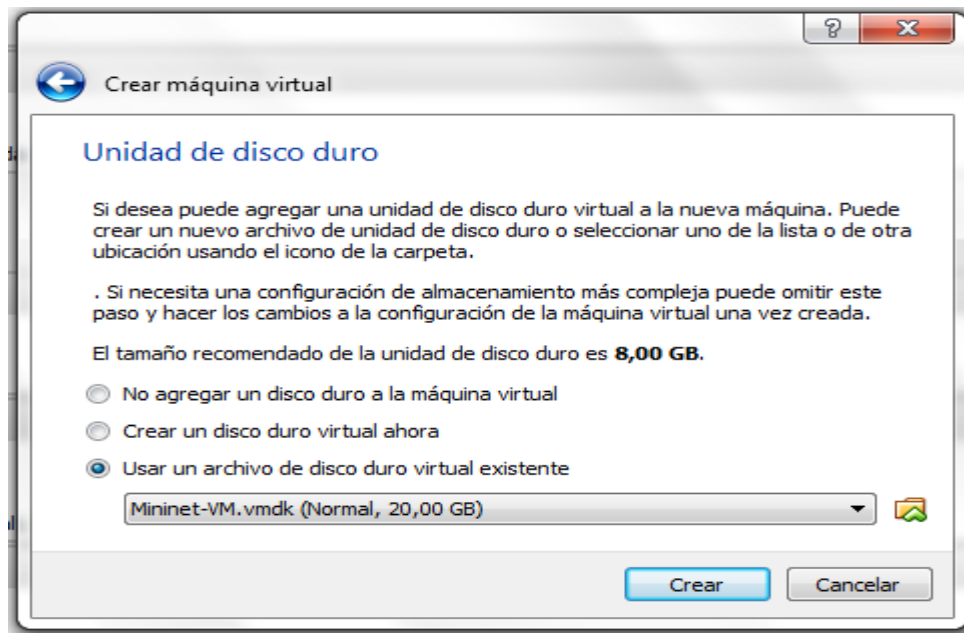 Crear máquina virtual
Unidad de disco duro
Si desea puede agregar una unidad de disco duro virtual a la nueva máquina. Puede
crear un nuevo archivo de unidad de disco duro o seleccionar uno de la lista o de otra
ubicación usando el icono de la carpeta.
. Si necesita una configuración de almacenamiento más compleja puede omitir este
paso y hacer los cambios a la configuración de la máquina virtual una vez creada.
El tamaño recomendado de la unidad de disco duro es 8,00 GB.
No agregar un disco duro a la máquina virtual
Crear un disco duro virtual ahora
Usar un archivo de disco duro virtual existente
Mininet-VM.vmdk (Normal, 20,00 GB)
Crear Cancelar